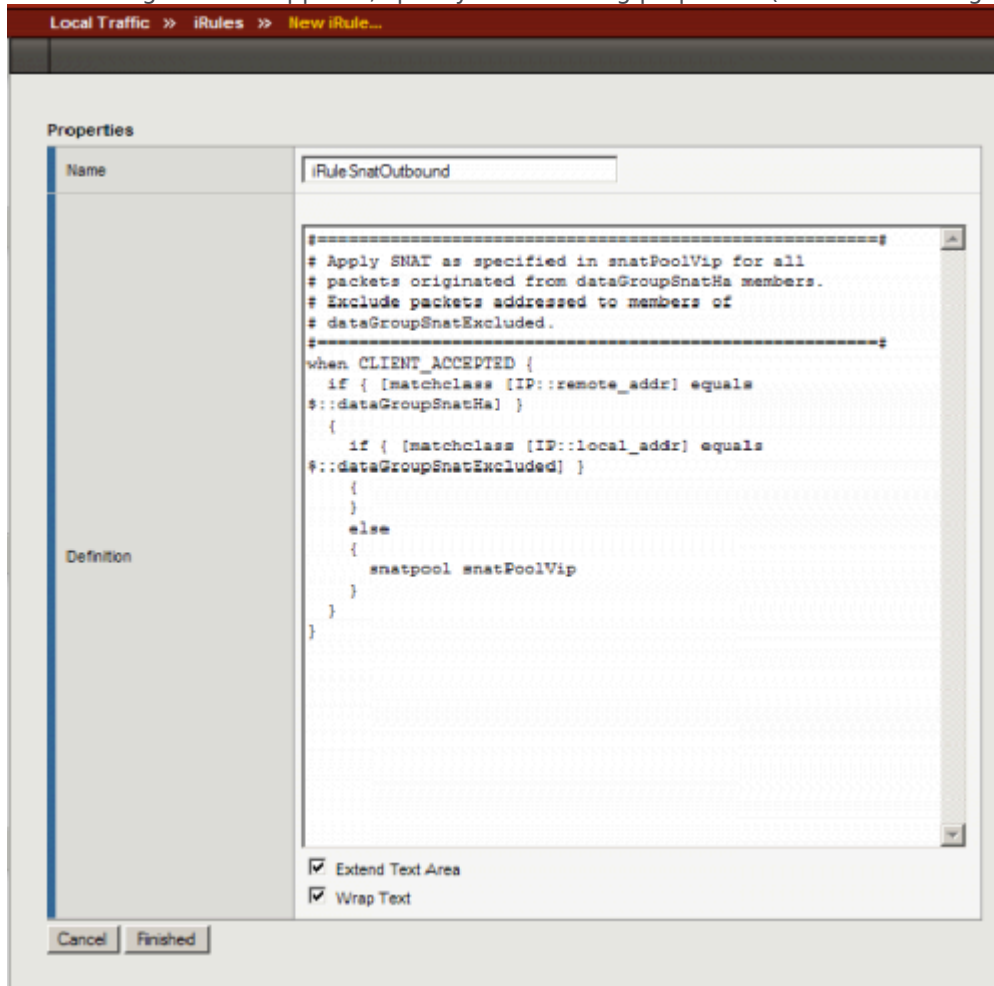 Local Traffic » iRules » New iRule...
Properties
Name
iRuleSnatOutbound
Definition
#======================================================#
# Apply SNAT as specified in snatPoolVip for all
# packets originated from dataGroupSnatHa members.
# Exclude packets addressed to members of
# dataGroupSnatExcluded.
#======================================================#
when CLIENT_ACCEPTED {
  if { [matchclass [IP::remote_addr] equals
$::dataGroupSnatHa] }
  {
    if { [matchclass [IP::local_addr] equals
$::dataGroupSnatExcluded] }
    {
    }
    else
    {
      snatpool snatPoolVip
    }
  }
}
Extend Text Area
Wrap Text
Cancel Finished